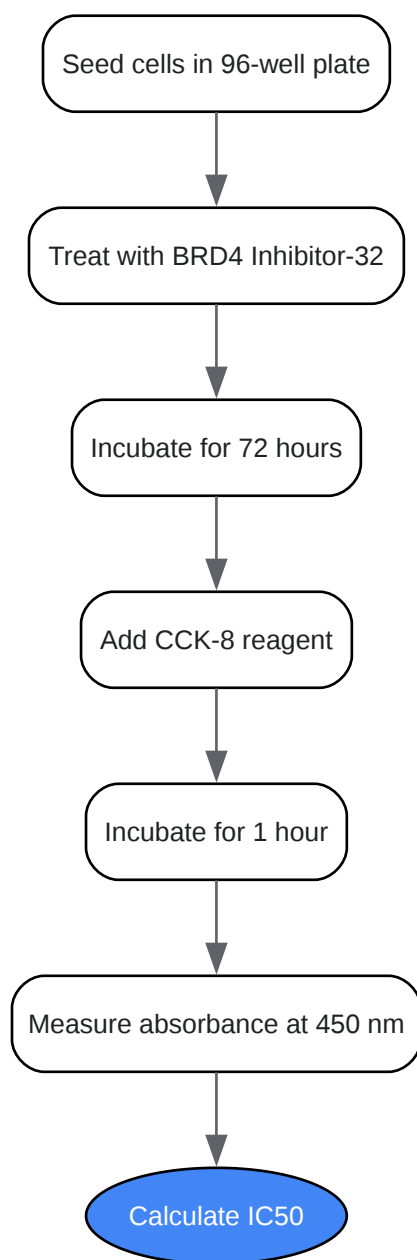 Seed cells in 96-well plate
Treat with BRD4 Inhibitor-32
Incubate for 72 hours
Add CCK-8 reagent
Incubate for 1 hour
Measure absorbance at 450 nm
Calculate IC50